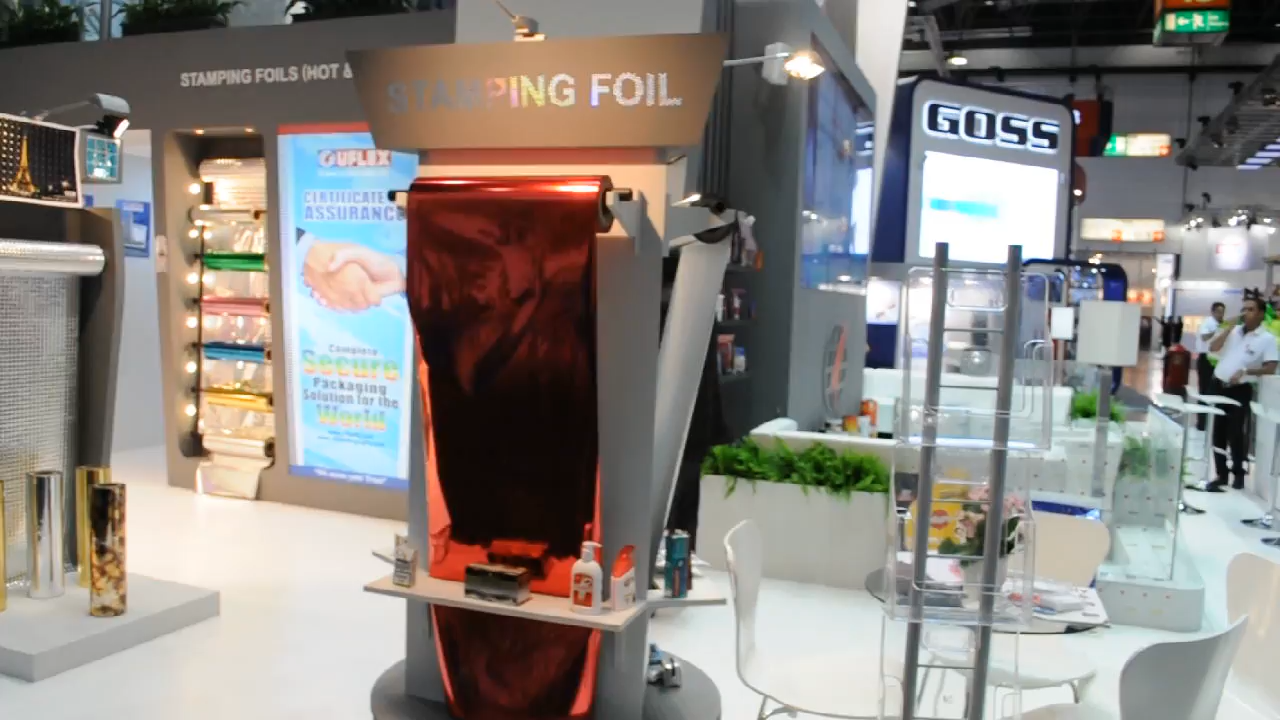 STAMPING FOILS (HOT &
STAMPING FOIL
GOSS
UFLEX
CERTIFICATE
ASSURANCE
Complete
Secure
Packaging
Solution for the
World